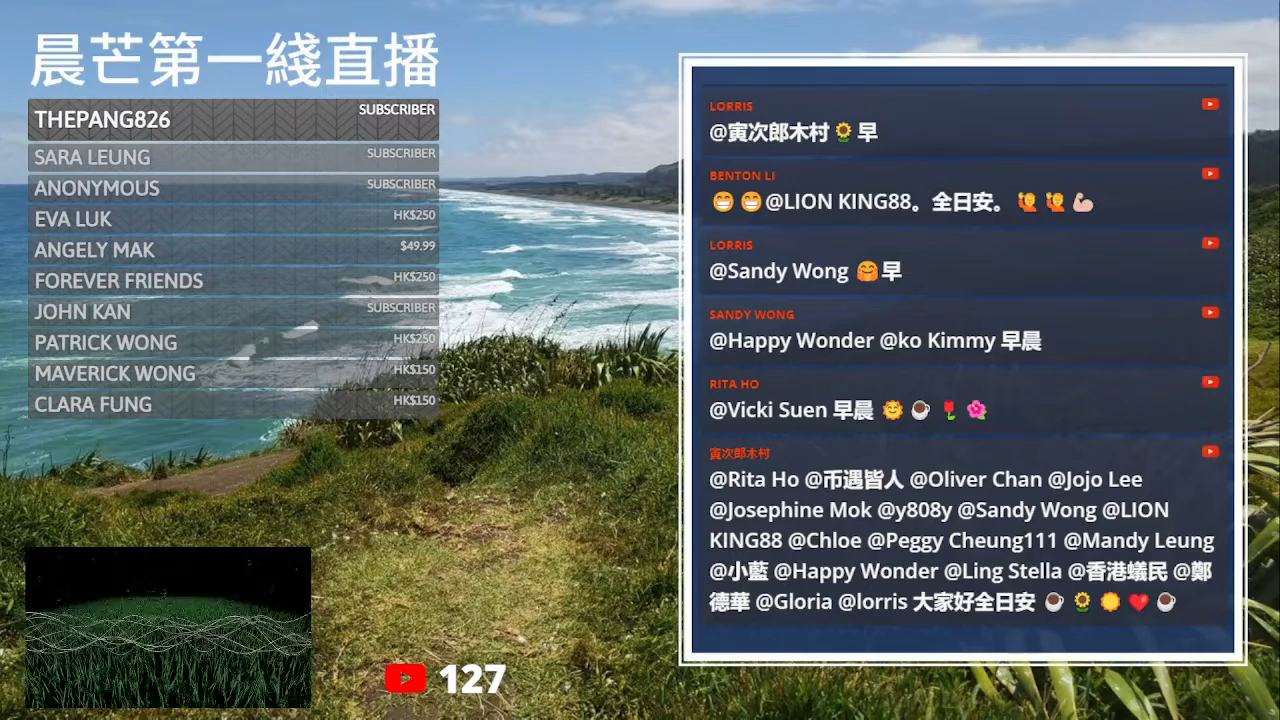 晨芒第一綫直播
THEPANG826 SUBSCRIBER
SARA LEUNG SUBSCRIBER
ANONYMOUS SUBSCRIBER
EVA LUK HK$250
ANGELY MAK $49.99
FOREVER FRIENDS HK$250
JOHN KAN SUBSCRIBER
PATRICK WONG HK$250
MAVERICK WONG HK$150
CLARA FUNG HK$150
127
LORRIS
@寅次郎木村🌻早
BENTON LI
😁😁@LION KING88。全日安。🙋🙋💪🏼
LORRIS
@Sandy Wong 🤗早
SANDY WONG
@Happy Wonder @ko Kimmy 早晨
RITA HO
@Vicki Suen 早晨 🌞 ☕ 🌷 🌺
寅次郎木村
@Rita Ho @币遇皆人 @Oliver Chan @Jojo Lee
@Josephine Mok @y808y @Sandy Wong @LION
KING88 @Chloe @Peggy Cheung111 @Mandy Leung
@小藍 @Happy Wonder @Ling Stella @香港蟻民 @鄭
德華 @Gloria @lorris 大家好全日安 ☕ 🌻 🌼 ❤️ ☕